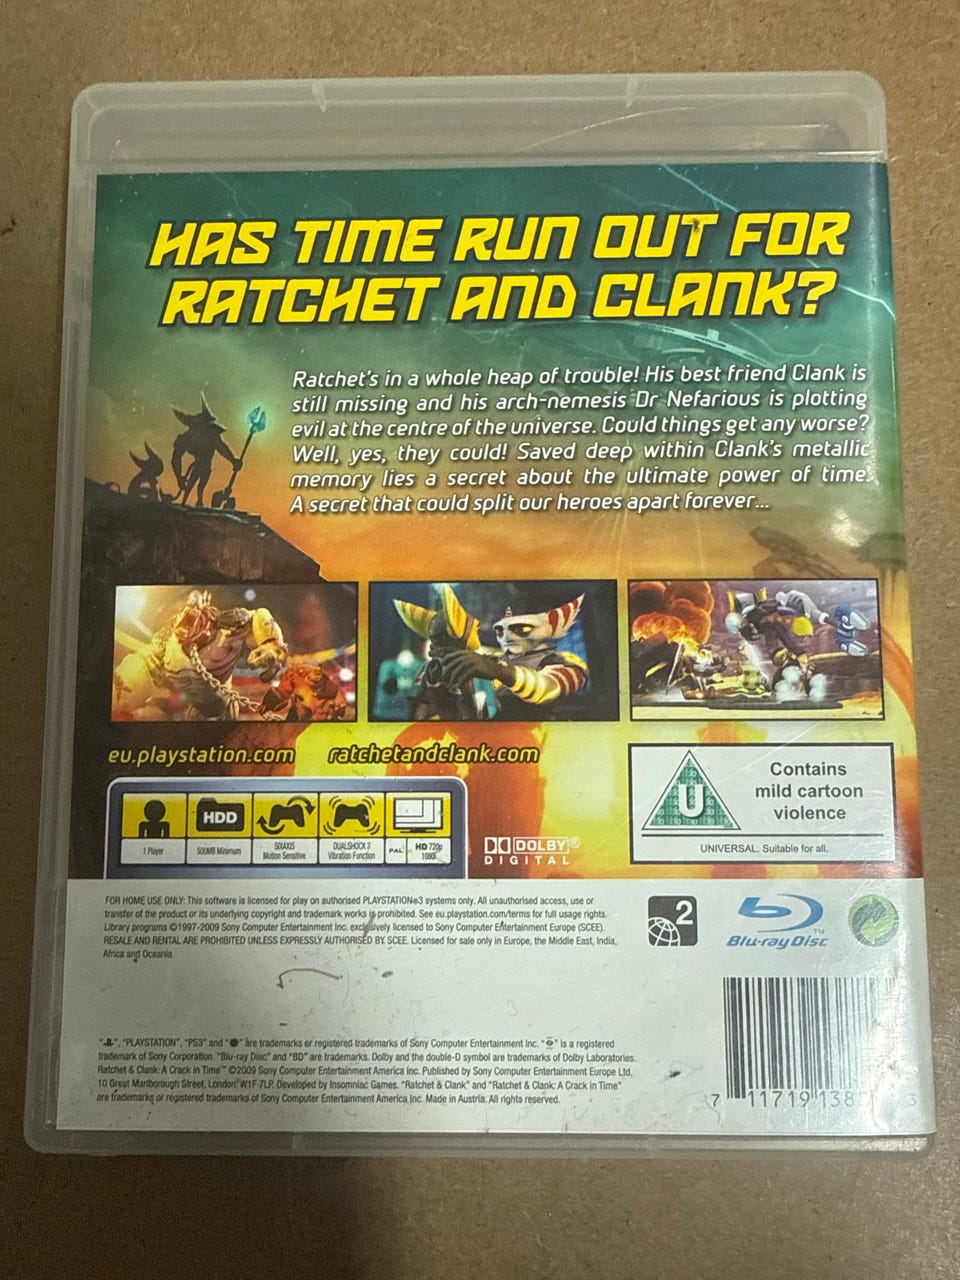 HAS TIME RUN OUT FOR
RATCHET AND CLANK?
Ratchet's in a whole heap of trouble! His best friend Clank is
still missing and his arch-nemesis Dr Nefarious is plotting
evil at the centre of the universe. Could things get any worse?
Well, yes, they could! Saved deep within Clank's metallic
memory lies a secret about the ultimate power of time.
A secret that could split our heroes apart forever...
eu.playstation.com ratchetandclank.com
HDD
1 Player
500MB Minimum
SIXAXIS
Motion Sensitive
DUALSHOCK 3
Vibration Function
PAL
HD 720p
1080i
DOLBY®
DIGITAL
U
Contains
mild cartoon
violence
UNIVERSAL. Suitable for all.
FOR HOME USE ONLY: This software is licensed for play on authorised PLAYSTATION®3 systems only. All unauthorised access, use or
transfer of the product or its underlying copyright and trademark works is prohibited. See eu.playstation.com/terms for full usage rights.
Library programs ©1997-2009 Sony Computer Entertainment Inc. exclusively licensed to Sony Computer Entertainment Europe (SCEE).
RESALE AND RENTAL ARE PROHIBITED UNLESS EXPRESSLY AUTHORISED BY SCEE. Licensed for sale only in Europe, the Middle East, India,
Africa and Oceania.
2
Blu-ray Disc
TM
" ", "PLAYSTATION", "PS3" and " " are trademarks or registered trademarks of Sony Computer Entertainment Inc. " " is a registered
trademark of Sony Corporation. "Blu-ray Disc" and "BD" are trademarks. Dolby and the double-D symbol are trademarks of Dolby Laboratories.
Ratchet & Clank: A Crack in Time™ ©2009 Sony Computer Entertainment America Inc. Published by Sony Computer Entertainment Europe Ltd,
10 Great Marlborough Street, London, W1F 7LP. Developed by Insomniac Games. "Ratchet & Clank" and "Ratchet & Clank: A Crack in Time"
are trademarks or registered trademarks of Sony Computer Entertainment America Inc. Made in Austria. All rights reserved.
7 11719 138